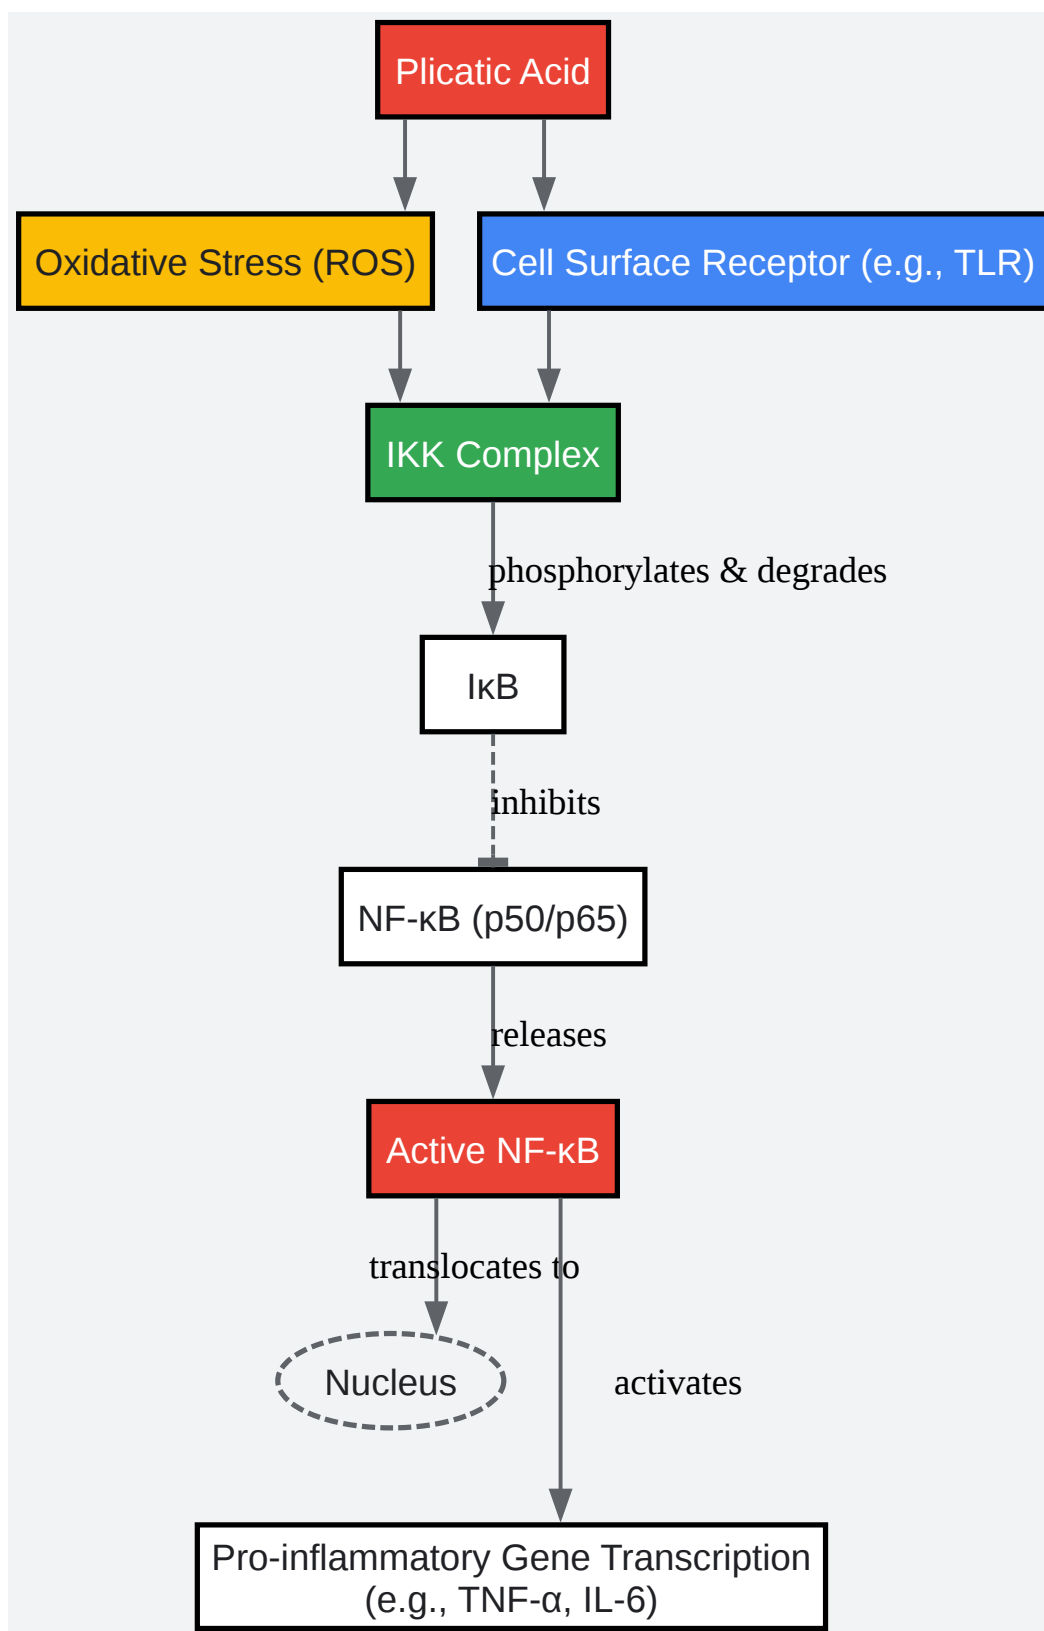 Plicatic Acid
Oxidative Stress (ROS)
Cell Surface Receptor (e.g., TLR)
IKK Complex
phosphorylates & degrades
IκB
inhibits
NF-κB (p50/p65)
releases
Active NF-κB
translocates to
Nucleus
activates
Pro-inflammatory Gene Transcription
(e.g., TNF-α, IL-6)